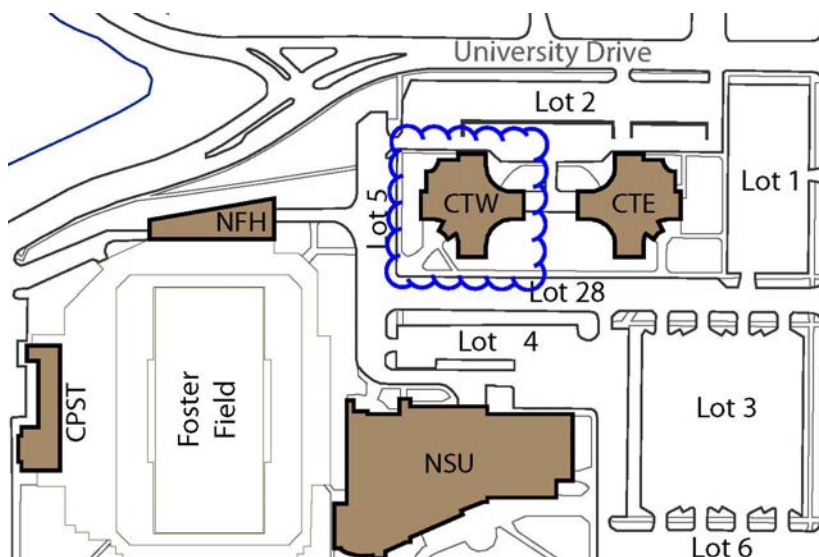 University Drive
Lot 2
Lot 1
CTW
CTE
Lot 5
NFH
Lot 28
Lot 4
CPST
Foster
Field
Lot 3
NSU
Lot 6